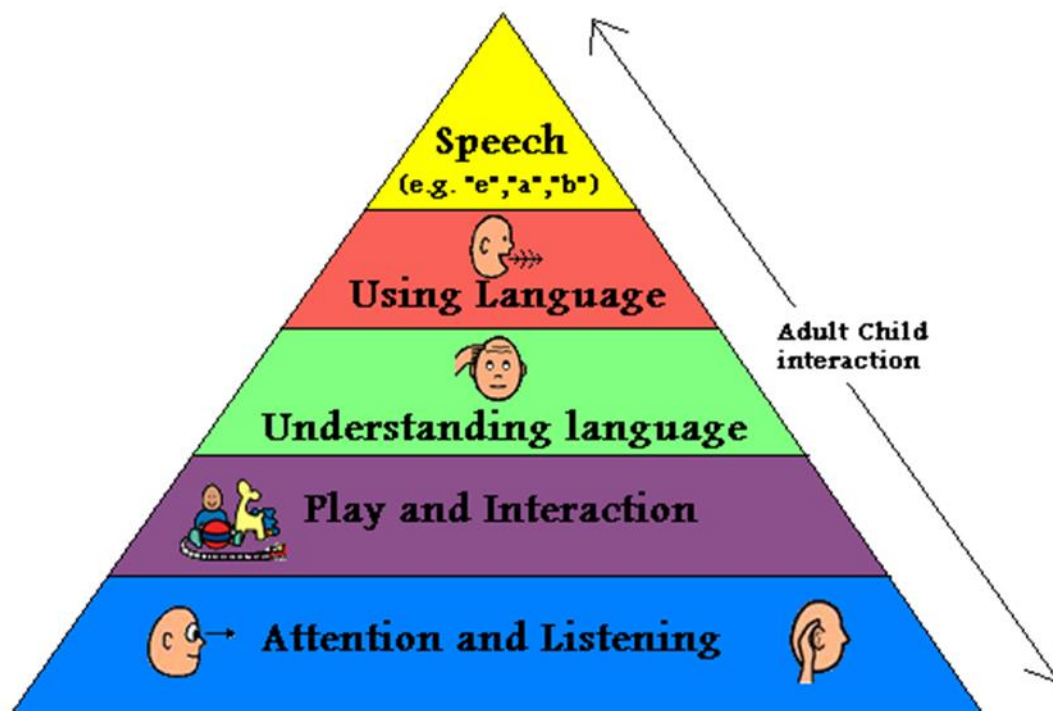 Speech
(e.g. "e","a","b")
Using Language
Understanding language
Play and Interaction
Attention and Listening
Adult Child
interaction